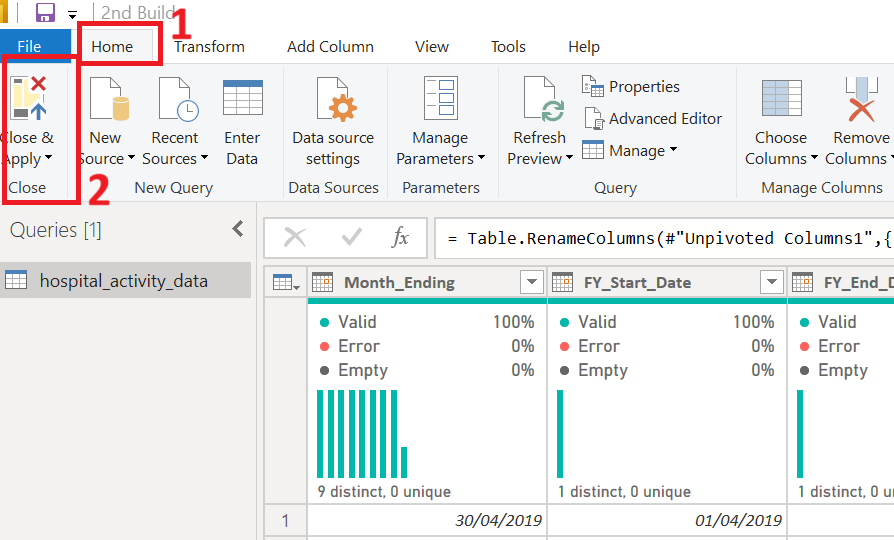 2nd Build
1
File Home Transform Add Column View Tools Help
Close & Apply
New Source
Recent Sources
Enter Data
Data source settings
Manage Parameters
Refresh Preview
Properties
Advanced Editor
Manage
Choose Columns
Remove Columns
Close
2
New Query
Data Sources
Parameters
Query
Manage Columns
Queries [1]
fx
= Table.RenameColumns(#"Unpivoted Columns1",{
hospital_activity_data
Month_Ending
FY_Start_Date
FY_End_D
Valid 100%
Error 0%
Empty 0%
9 distinct, 0 unique
Valid 100%
Error 0%
Empty 0%
1 distinct, 0 unique
Valid
Error
Empty
1 distinct, 0 u
1 30/04/2019 01/04/2019